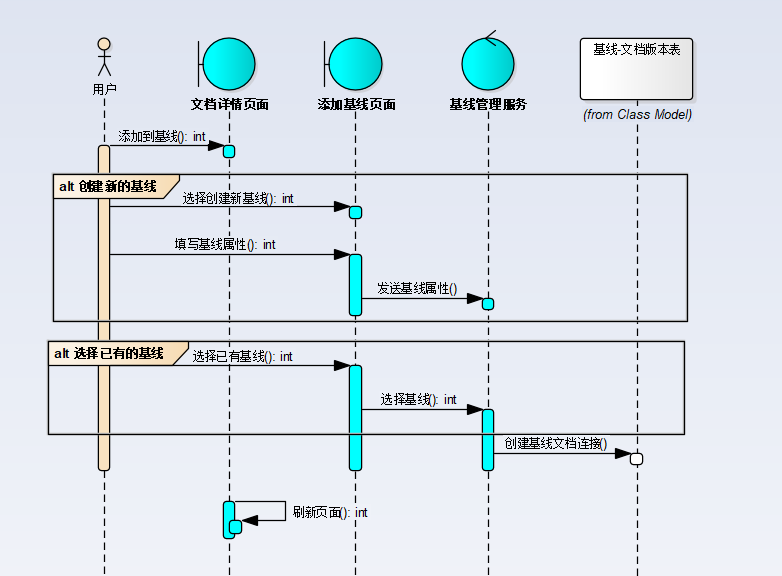 基线-文档版本表
用户
文档详情页面
添加基线页面
基线管理服务
(from Class Model)
添加到基线(): int
alt 创建新的基线
选择创建新基线(): int
填写基线属性(): int
发送基线属性()
alt 选择已有的基线
选择已有基线(): int
选择基线(): int
创建基线文档连接()
刷新页面(): int